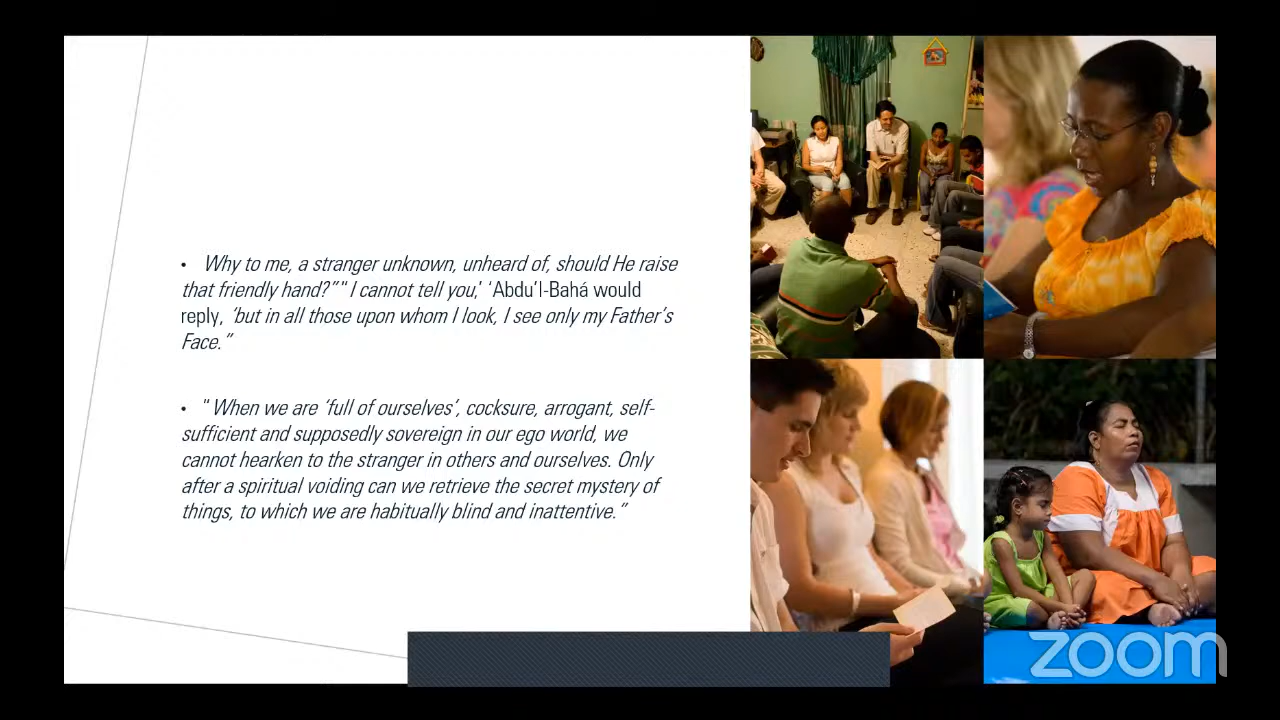 • Why to me, a stranger unknown, unheard of, should He raise
that friendly hand?” “I cannot tell you,’ ‘Abdu’l-Bahá would
reply, ‘but in all those upon whom I look, I see only my Father’s
Face.”
• “When we are ‘full of ourselves’, cocksure, arrogant, self-
sufficient and supposedly sovereign in our ego world, we
cannot hearken to the stranger in others and ourselves. Only
after a spiritual voiding can we retrieve the secret mystery of
things, to which we are habitually blind and inattentive.”
zoom